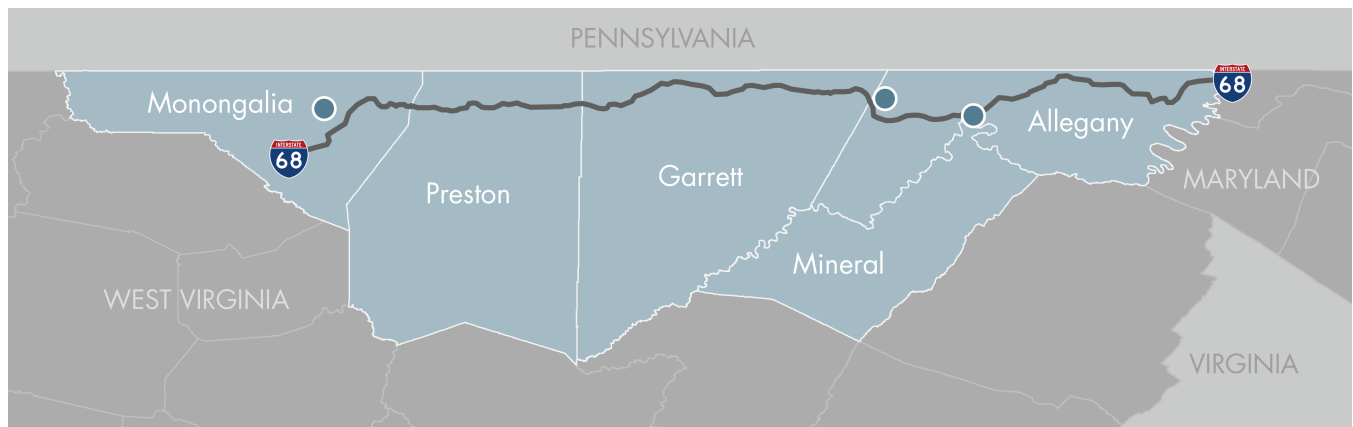 PENNSYLVANIA
INTERSTATE
68
Monongalia
Allegany
INTERSTATE
68
Garrett
MARYLAND
Preston
Mineral
WEST VIRGINIA
VIRGINIA